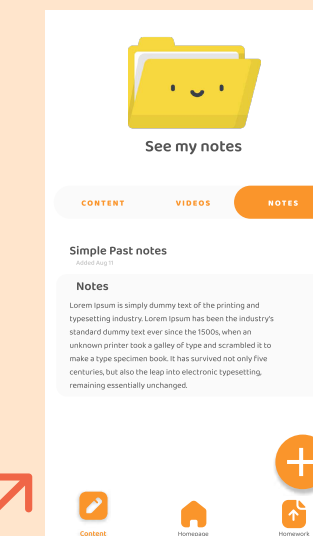 See my notes
CONTENT VIDEOS NOTES
Simple Past notes
Added Aug 11
Notes
Lorem Ipsum is simply dummy text of the printing and
typesetting industry. Lorem Ipsum has been the industry's
standard dummy text ever since the 1500s, when an
unknown printer took a galley of type and scrambled it to
make a type specimen book. It has survived not only five
centuries, but also the leap into electronic typesetting,
remaining essentially unchanged.
Content Homepage Homework